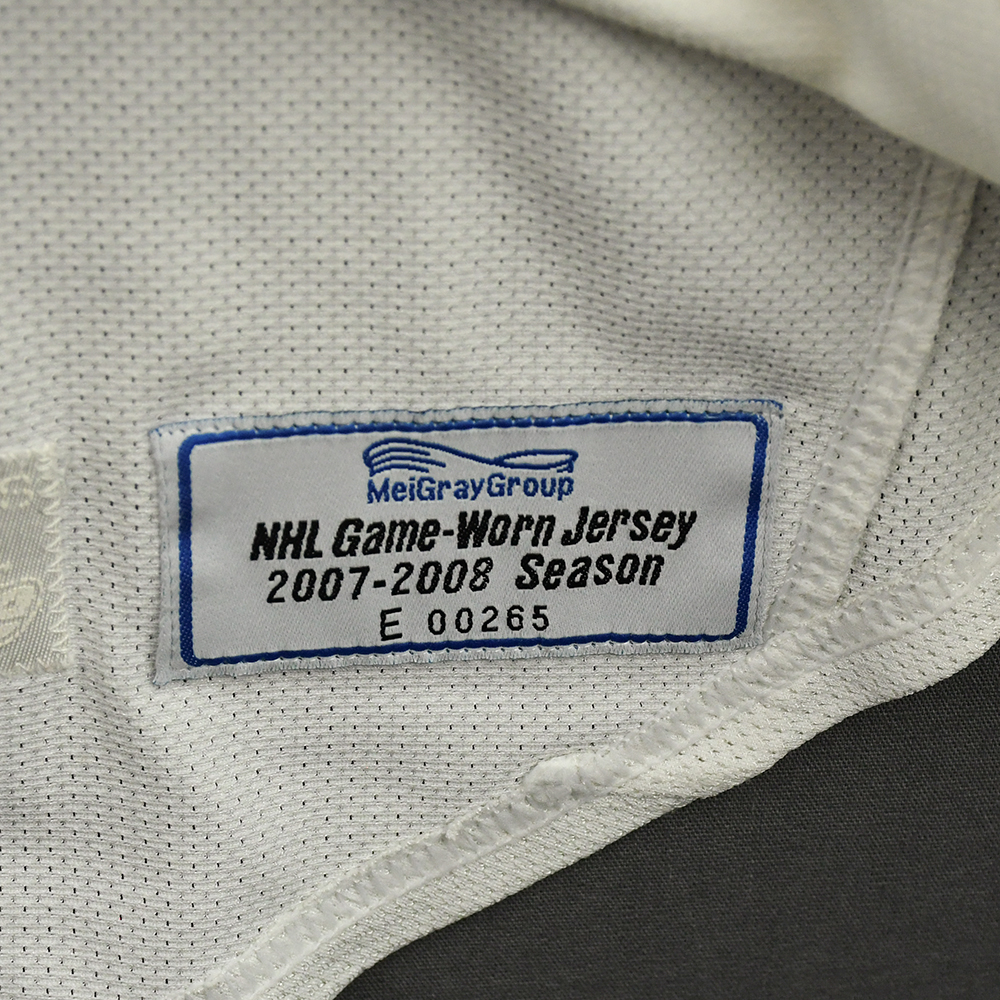 MeiGrayGroup
NHL Game-Worn Jersey
2007-2008 Season
E 00265